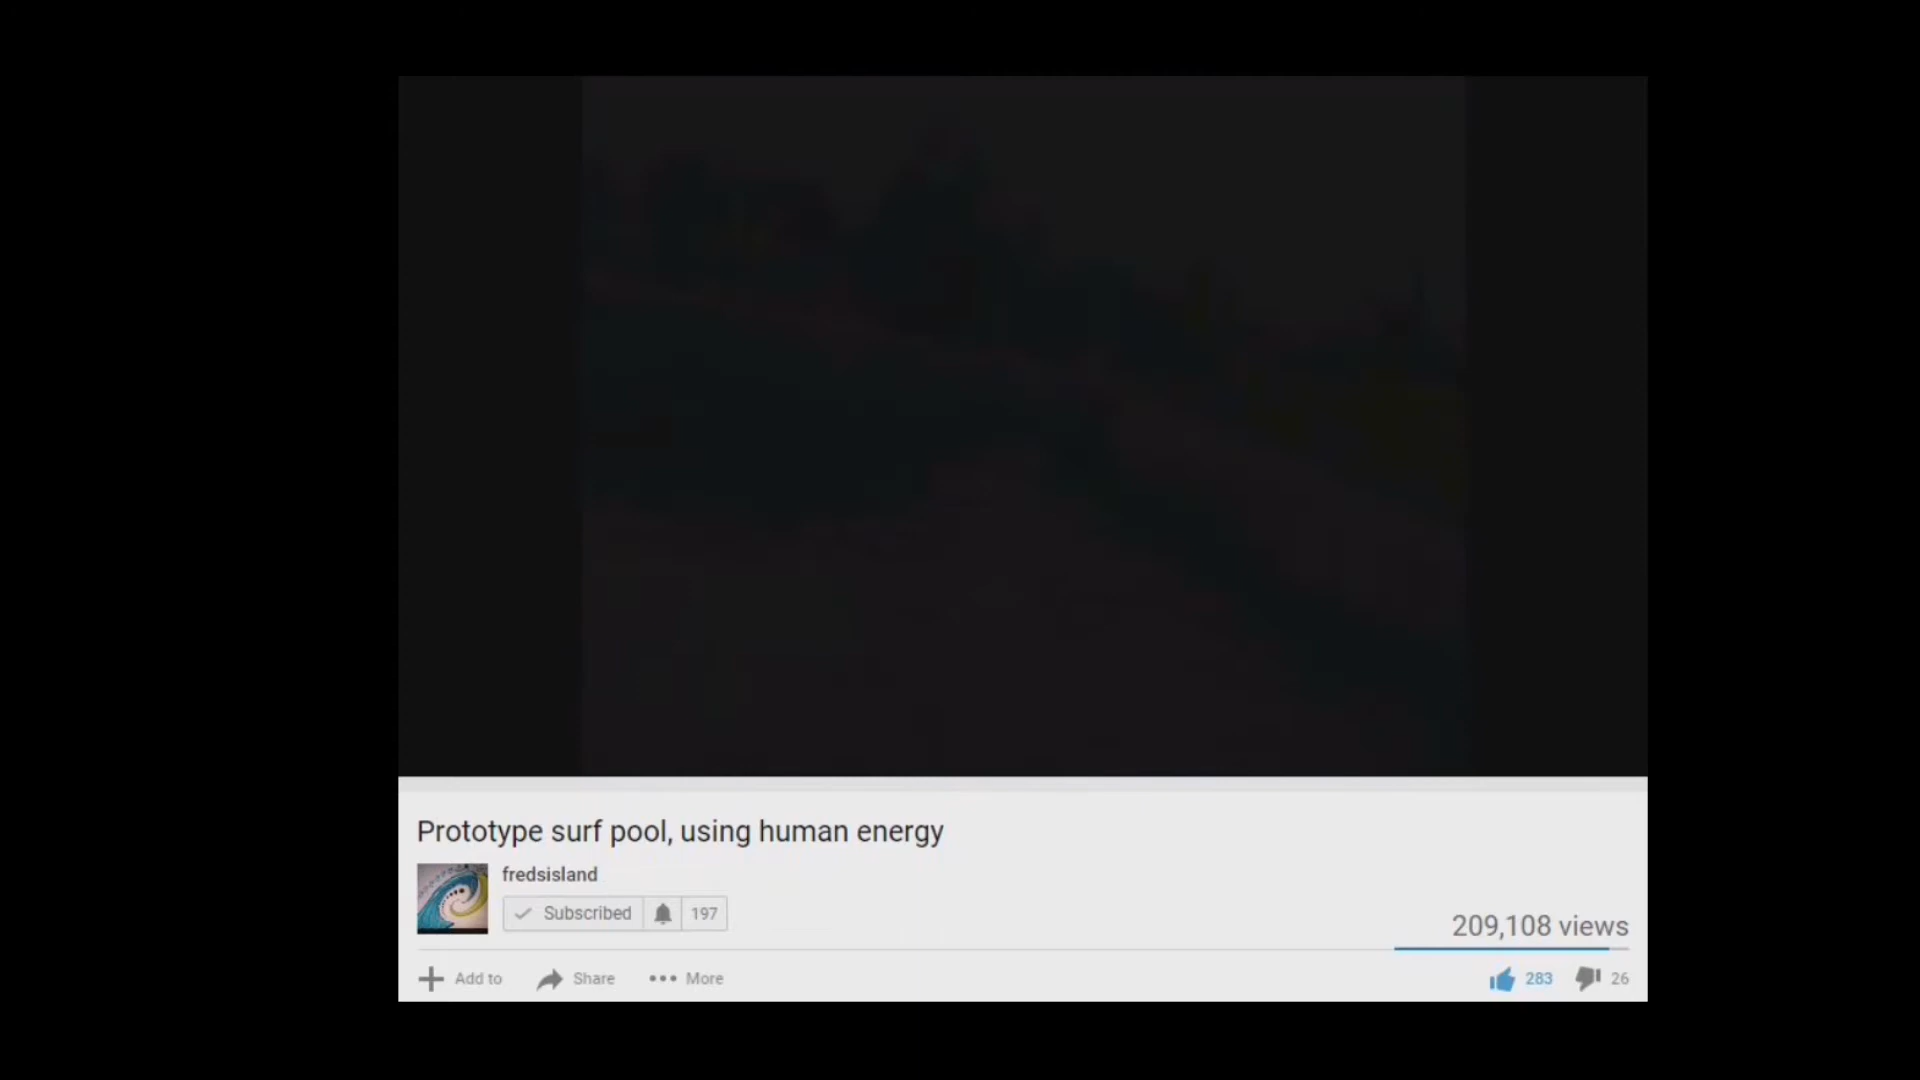 Prototype surf pool, using human energy
fredsisland
Subscribed 197
209,108 views
Add to Share More 283 26